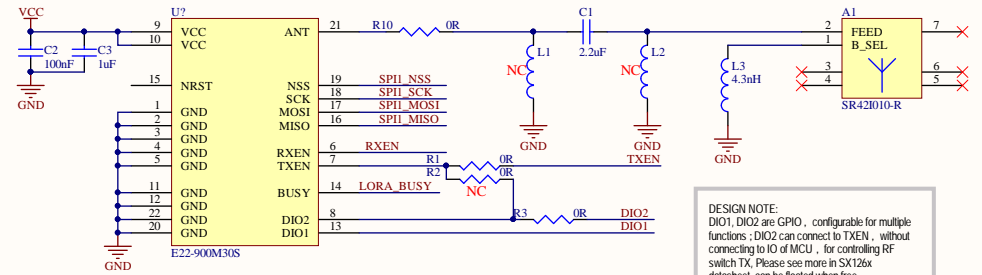 VCC
C2
100nF
C3
1uF
GND
U?
9 VCC
10 VCC
15 NRST
1 GND
2 GND
3 GND
4 GND
5 GND
11 GND
12 GND
22 GND
20 GND
GND
ANT 21
NSS 19 SPI1_NSS
SCK 18 SPI1_SCK
MOSI 17 SPI1_MOSI
MISO 16 SPI1_MISO
RXEN 6 RXEN
TXEN 7
BUSY 14 LORA_BUSY
DIO2 8
DIO1 13
E22-900M30S
R10 0R
L1
NC
GND
C1
2.2uF
L2
NC
GND
L3
4.3nH
GND
A1
2 FEED 7
1 B_SEL
3 6
4 5
SR42I010-R
R1 0R TXEN
R2
NC
R3 0R DIO2
DIO1
DESIGN NOTE:
DIO1, DIO2 are GPIO , configurable for multiple
functions ; DIO2 can connect to TXEN , without
connecting to IO of MCU , for controlling RF
switch TX, Please see more in SX126x
datasheet, can be floated when free